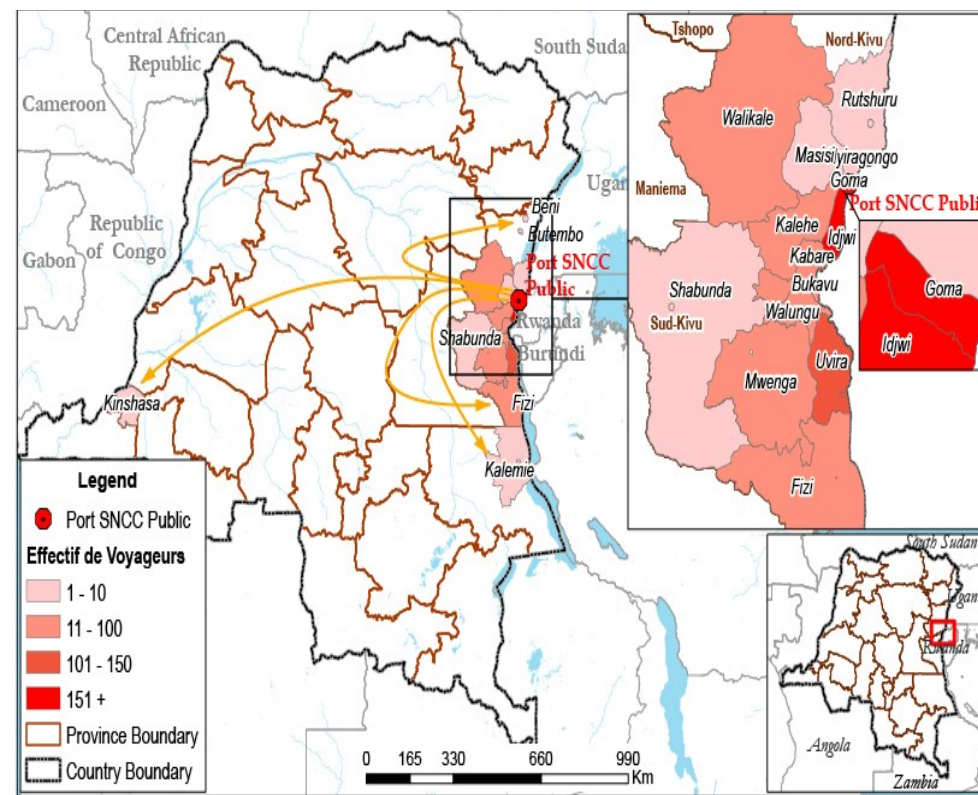 Central African
Republic
South Suda
Cameroon
Ugan
Republic
of Congo
Gabon
Beni
Butembo
Port SNCC
Public
Rwanda
Shabunda
Burundi
Kinshasa
Fizi
Kalemie
Tshopo
Nord-Kivu
Rutshuru
Walikale
Masisi
yiragongo
Maniema
Goma
Port SNCC Publi
Kalehe
Idjwi
Kabare
Bukavu
Shabunda
Walungu
Sud-Kivu
Uvira
Mwenga
Fizi
Goma
Idjwi
Legend
Port SNCC Public
Effectif de Voyageurs
1 - 10
11 - 100
101 - 150
151 +
Province Boundary
Country Boundary
0 165 330 660 990
Km
South Sudan
Ugan
Rwanda
Angola
Zambia